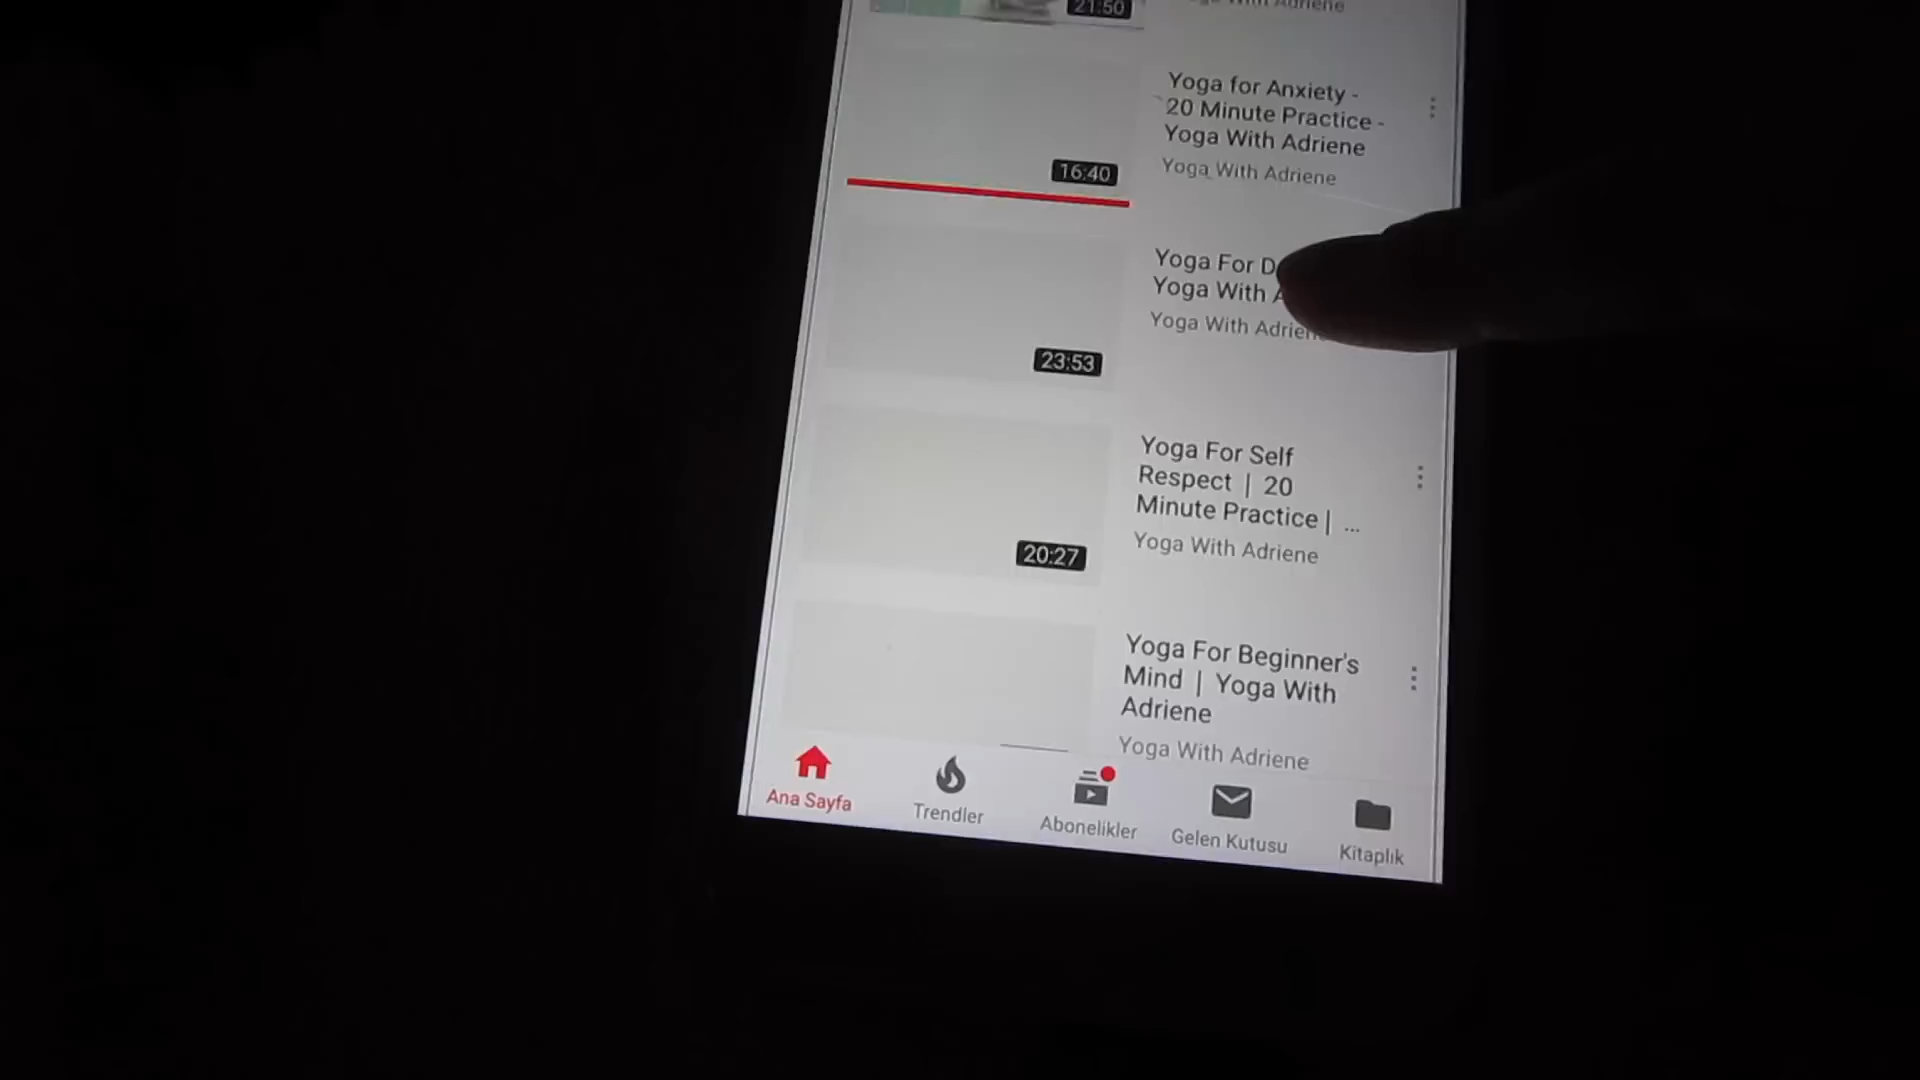 21:50
With Adriene
Yoga for Anxiety -
20 Minute Practice -
Yoga With Adriene
Yoga With Adriene
16:40
Yoga For
Yoga With
Yoga With
23:53
Yoga For Self
Respect | 20
Minute Practice | ...
Yoga With Adriene
20:27
Yoga For Beginner's
Mind | Yoga With
Adriene
Yoga With Adriene
Ana Sayfa
Trendler
Abonelikler
Gelen Kutusu
Kitaplık